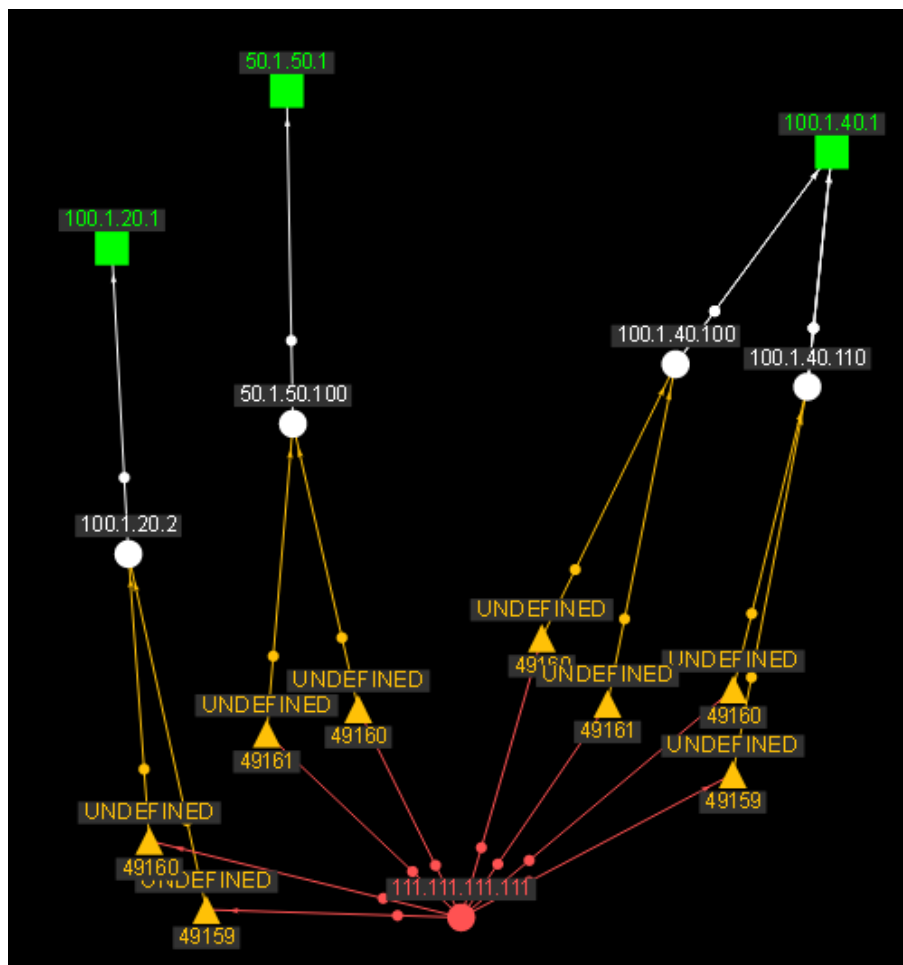 50.1.50.1
100.1.40.1
100.1.20.1
100.1.40.100
100.1.40.110
50.1.50.100
100.1.20.2
UNDEFINED
49160
UNDEFINED
49161
UNDEFINED
49160
UNDEFINED
49161
UNDEFINED
49160
UNDEFINED
49159
UNDEFINED
49160
UNDEFINED
49159
111.111.111.111